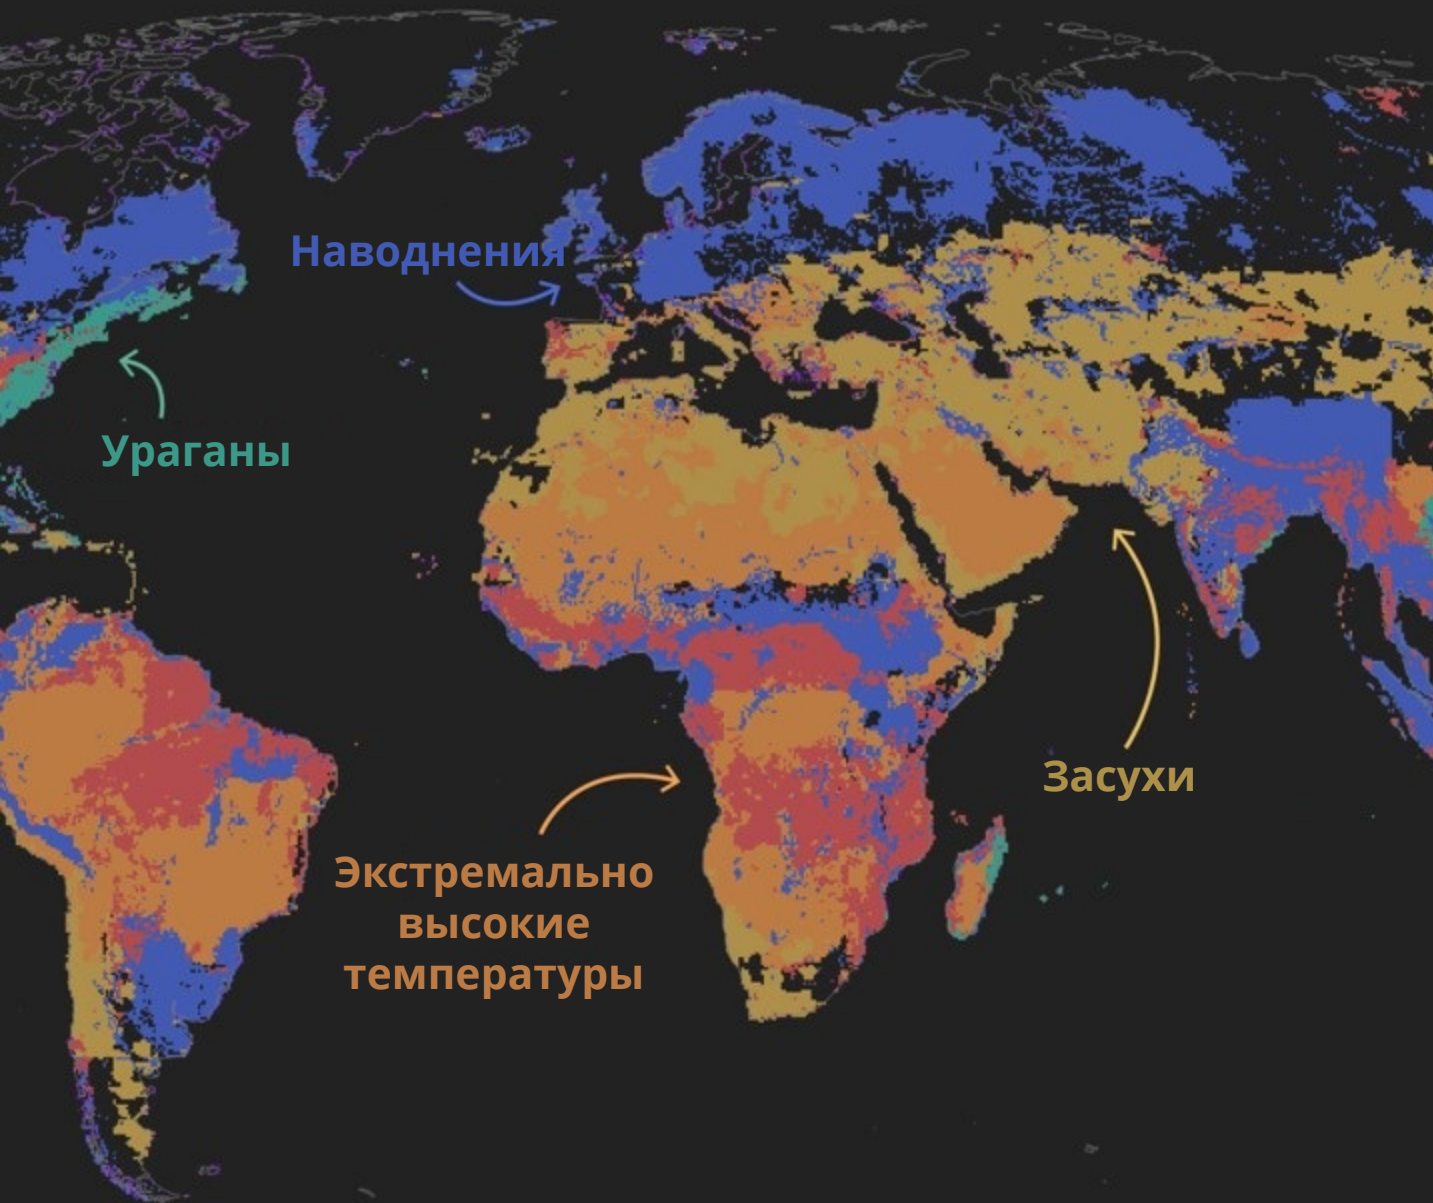 Наводнения
Ураганы
Засухи
Экстремально
высокие
температуры